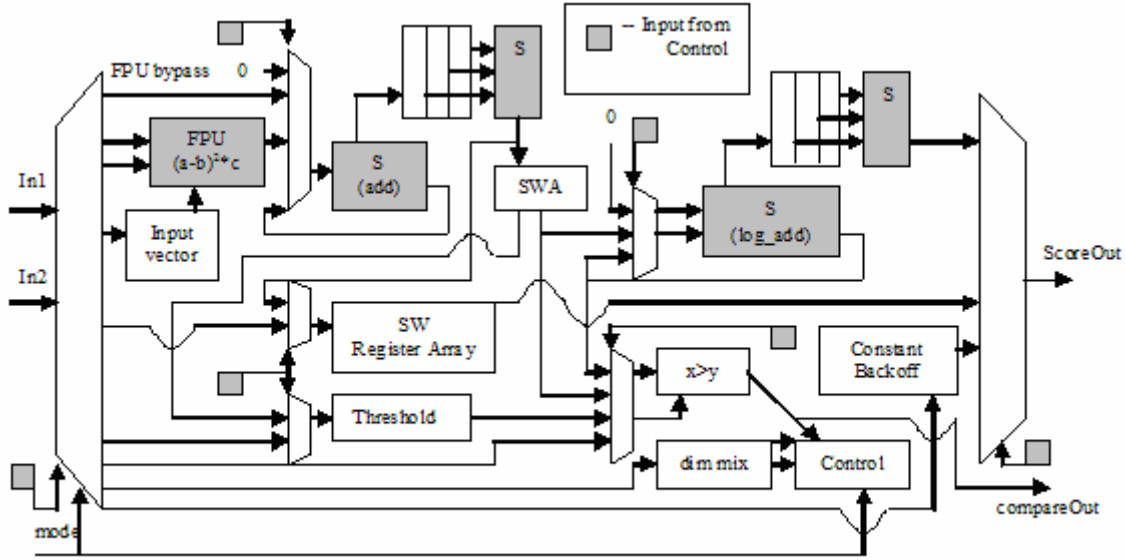 -- Input from
Control
FPU bypass
0
S
S
0
FPU
(a-b)²*c
S
(add)
SWA
S
(log_add)
In1
Input
vector
In2
ScoreOut
SW
Register Array
x>y
Constant
Backoff
Threshold
dim mix
Control
mode
compareOut